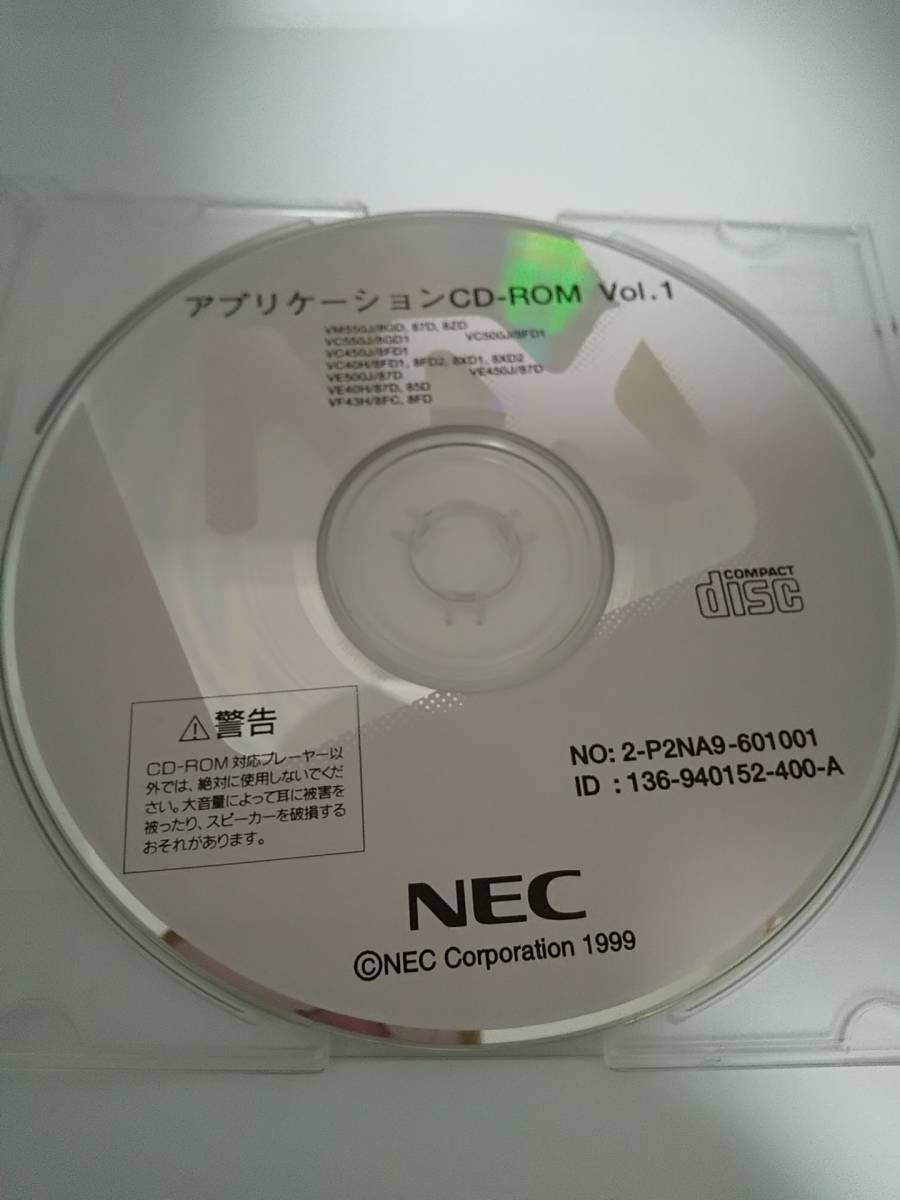 アプリケーションCD-ROM Vol.1
VM550J/8GD, 87D, 8ZD
VC550J/8GD1 VC500J/8FD1
VC450J/8FD1
VC40H/8FD1, 8FD2, 8XD1, 8XD2
VE500J/87D VE450J/87D
VE40H/87D, 85D
VF43H/8FC, 8FD
COMPACT
disc
警告
CD-ROM対応プレーヤー以
外では、絶対に使用しないでくだ
さい。大音量によって耳に被害を
被ったり、スピーカーを破損する
おそれがあります。
NO: 2-P2NA9-601001
ID : 136-940152-400-A
NEC
©NEC Corporation 1999